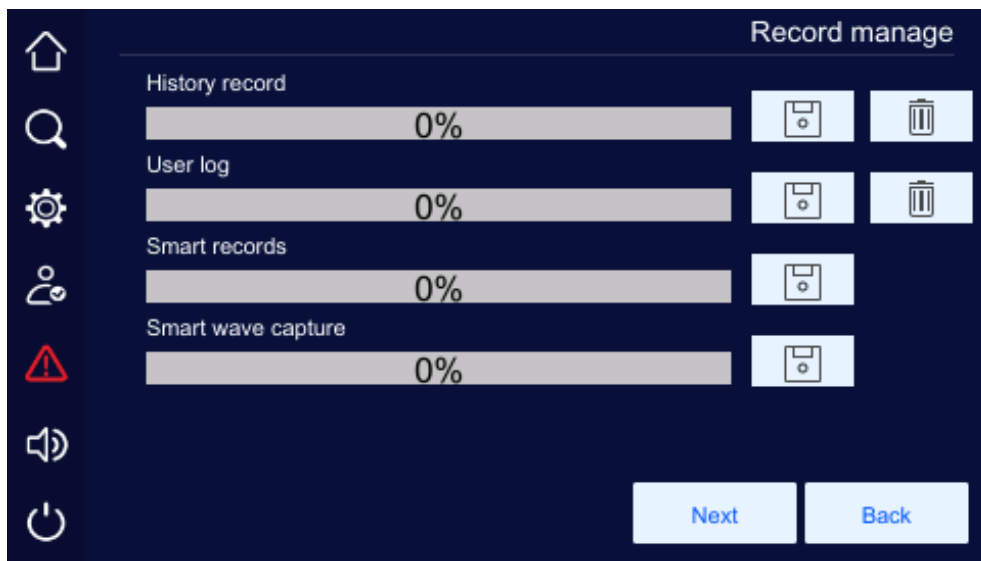 Record manage
History record
0%
User log
0%
Smart records
0%
Smart wave capture
0%
Next
Back